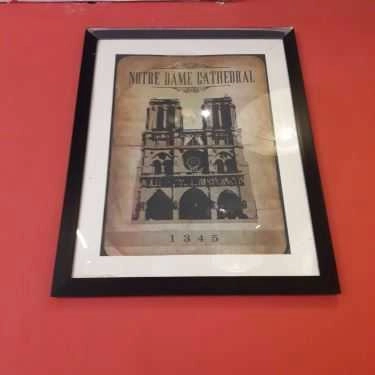 NOTRE DAME CATHEDRAL
1345